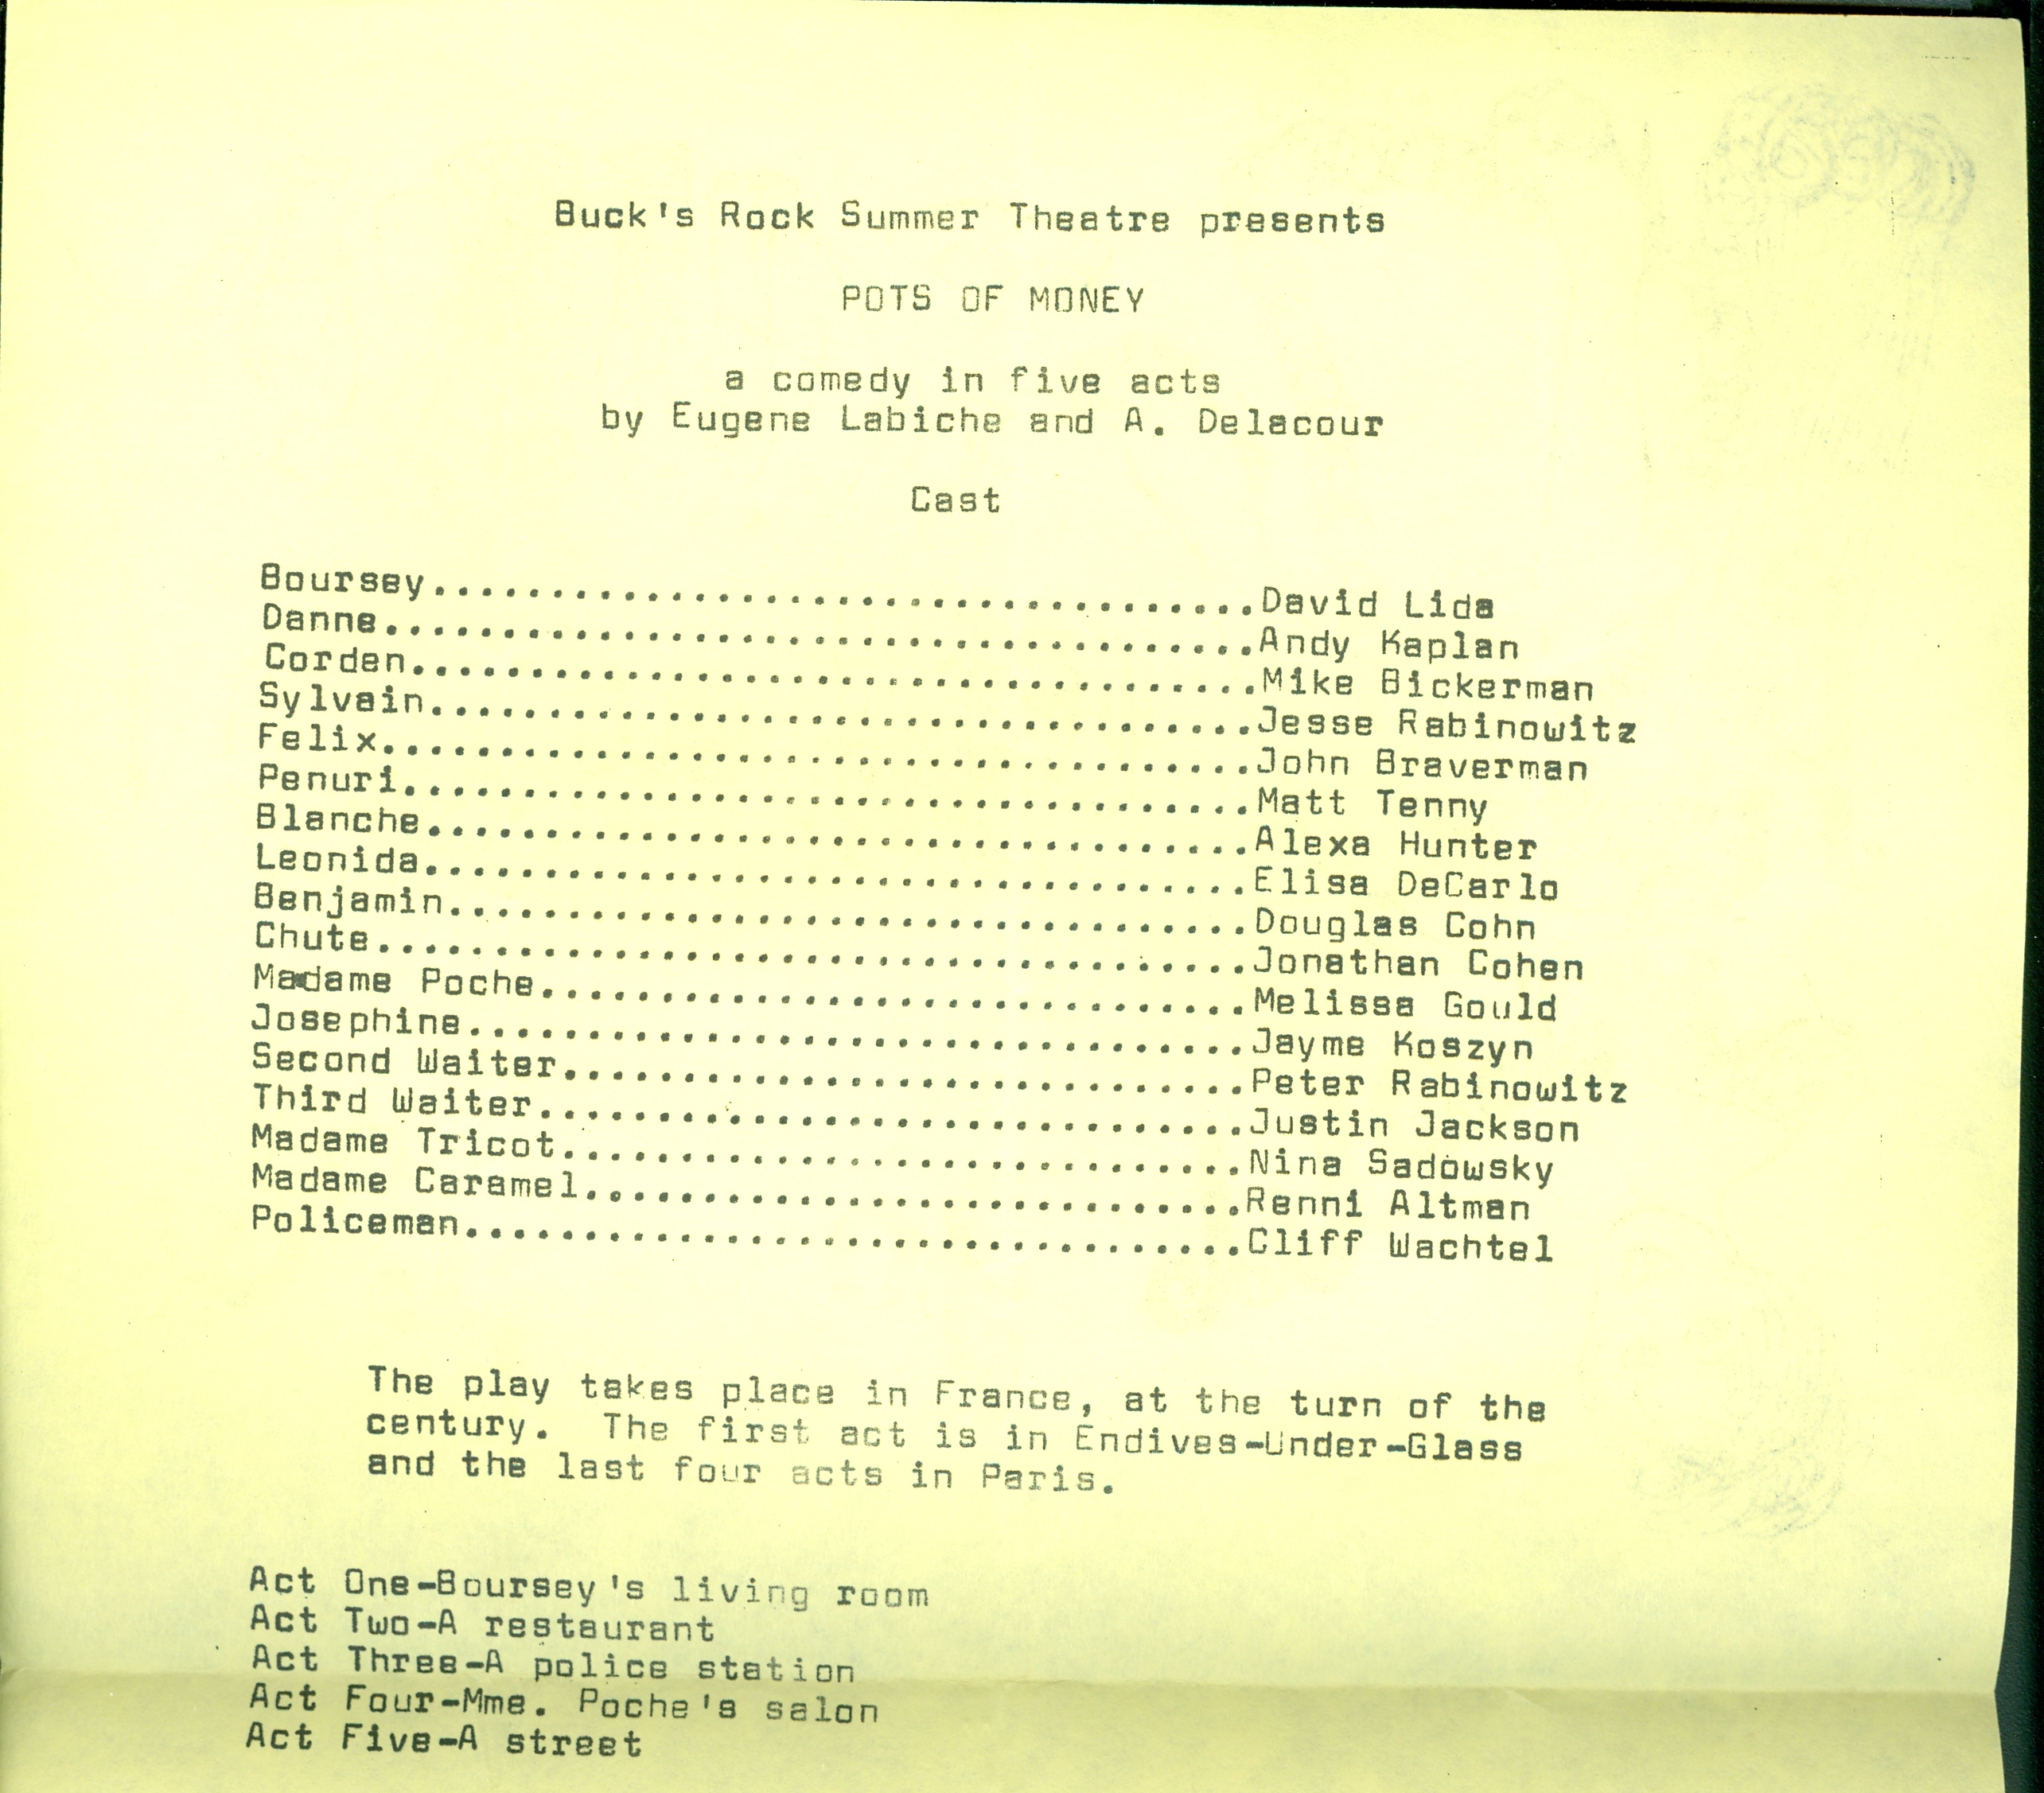 Buck's Rock Summer Theatre presents
POTS OF MONEY
a comedy in five acts
by Eugene Labiche and A. Delacour
Cast
Boursey...................................David Lida
Danne.....................................Andy Kaplan
Corden....................................Mike Bickerman
Sylvain...................................Jesse Rabinowitz
Felix.....................................John Braverman
Penuri....................................Matt Tenny
Blanche...................................Alexa Hunter
Leonida...................................Elisa DeCarlo
Benjamin..................................Douglas Cohn
Chute.....................................Jonathan Cohen
Madame Poche..............................Melissa Gould
Josephine.................................Jayme Koszyn
Second Waiter.............................Peter Rabinowitz
Third Waiter..............................Justin Jackson
Madame Tricot.............................Nina Sadowsky
Madame Caramel............................Renni Altman
Policeman.................................Cliff Wachtel
The play takes place in France, at the turn of the
century.  The first act is in Endives-Under-Glass
and the last four acts in Paris.
Act One-Boursey's living room
Act Two-A restaurant
Act Three-A police station
Act Four-Mme. Poche's salon
Act Five-A street